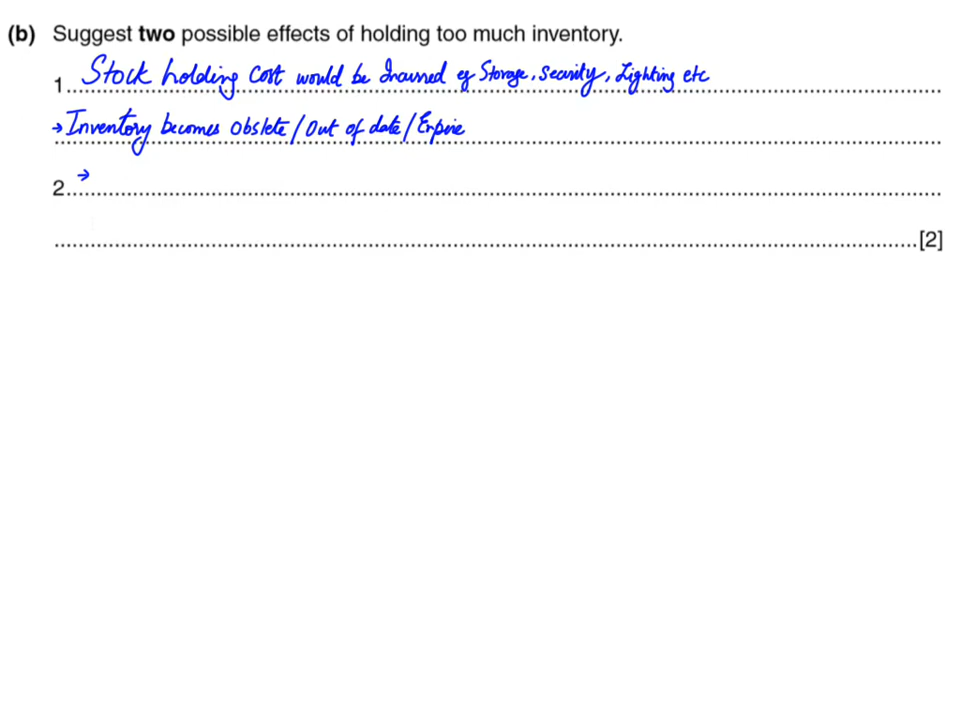 (b) Suggest two possible effects of holding too much inventory.
1 Stock holding cost would be incurred eg Storage, Security, Lighting etc
→ Inventory becomes obslete / out of date / Expire
2 →
[2]